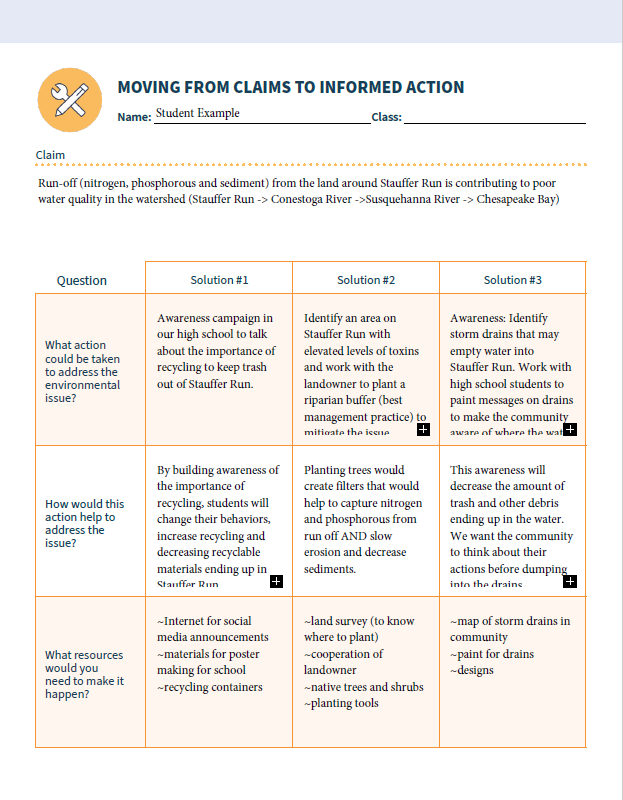 MOVING FROM CLAIMS TO INFORMED ACTION
Name: Student Example Class:
Claim
Run-off (nitrogen, phosphorous and sediment) from the land around Stauffer Run is contributing to poor
water quality in the watershed (Stauffer Run -> Conestoga River ->Susquehanna River -> Chesapeake Bay)
Question
Solution #1
Solution #2
Solution #3
What action
could be taken
to address the
environmental
issue?
Awareness campaign in
our high school to talk
about the importance of
recycling to keep trash
out of Stauffer Run.
Identify an area on
Stauffer Run with
elevated levels of toxins
and work with the
landowner to plant a
riparian buffer (best
management practice) to
mitigate the issue
Awareness: Identify
storm drains that may
empty water into
Stauffer Run. Work with
high school students to
paint messages on drains
to make the community
aware of where the
How would this
action help to
address the
issue?
By building awareness of
the importance of
recycling, students will
change their behaviors,
increase recycling and
decreasing recyclable
materials ending up in
Stauffer Run
Planting trees would
create filters that would
help to capture nitrogen
and phosphorous from
run off AND slow
erosion and decrease
sediments.
This awareness will
decrease the amount of
trash and other debris
ending up in the water.
We want the community
to think about their
actions before dumping
into the drains
What resources
would you
need to make it
happen?
~Internet for social
media announcements
~materials for poster
making for school
~recycling containers
~land survey (to know
where to plant)
~cooperation of
landowner
~native trees and shrubs
~planting tools
~map of storm drains in
community
~paint for drains
~designs